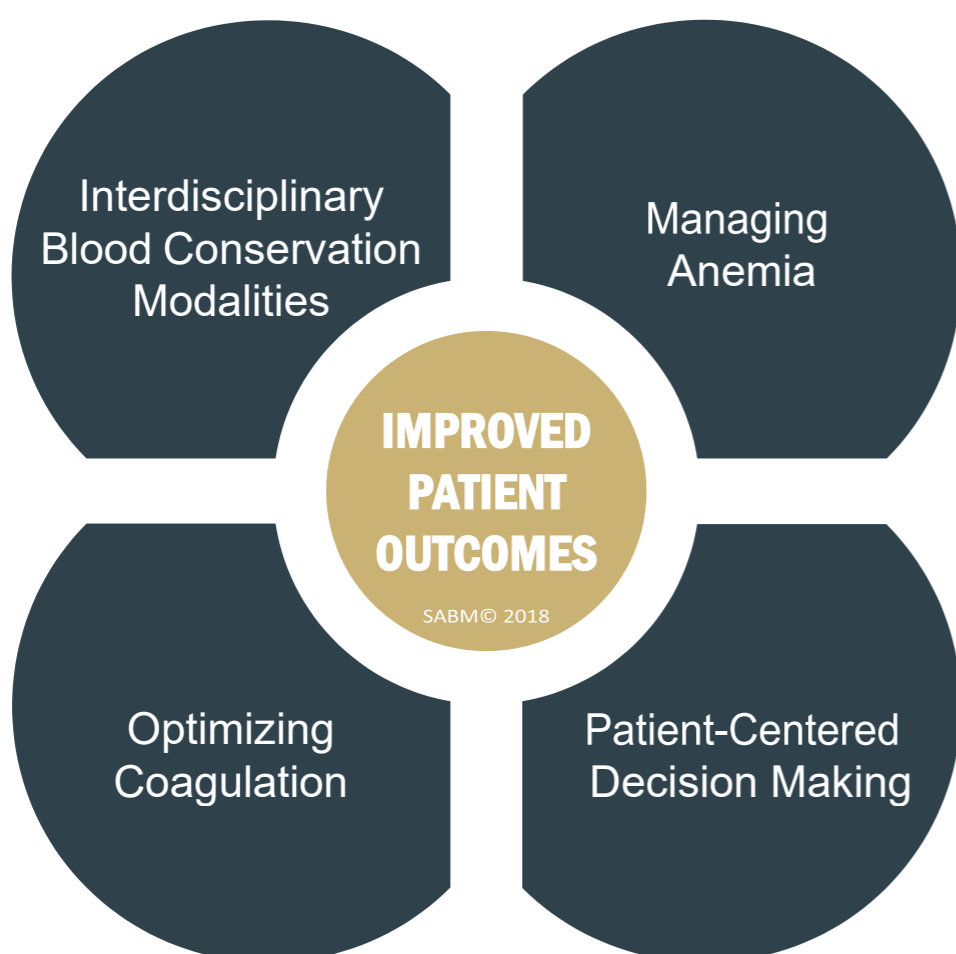 Interdisciplinary
Blood Conservation
Modalities
Managing
Anemia
IMPROVED
PATIENT
OUTCOMES
SABM© 2018
Optimizing
Coagulation
Patient-Centered
Decision Making